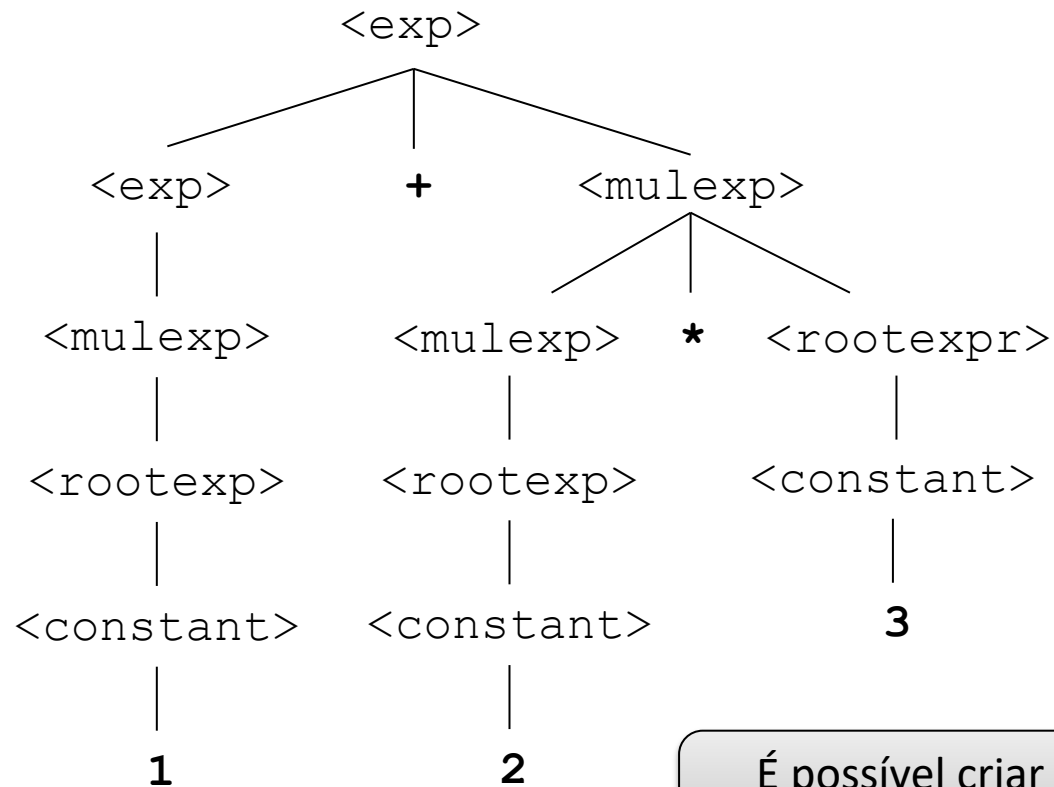 <exp>
<exp> + <mulexp>
<mulexp> <mulexp> * <rootexpr>
<rootexp> <rootexp> <constant>
<constant> <constant> 3
1 2
É possível criar